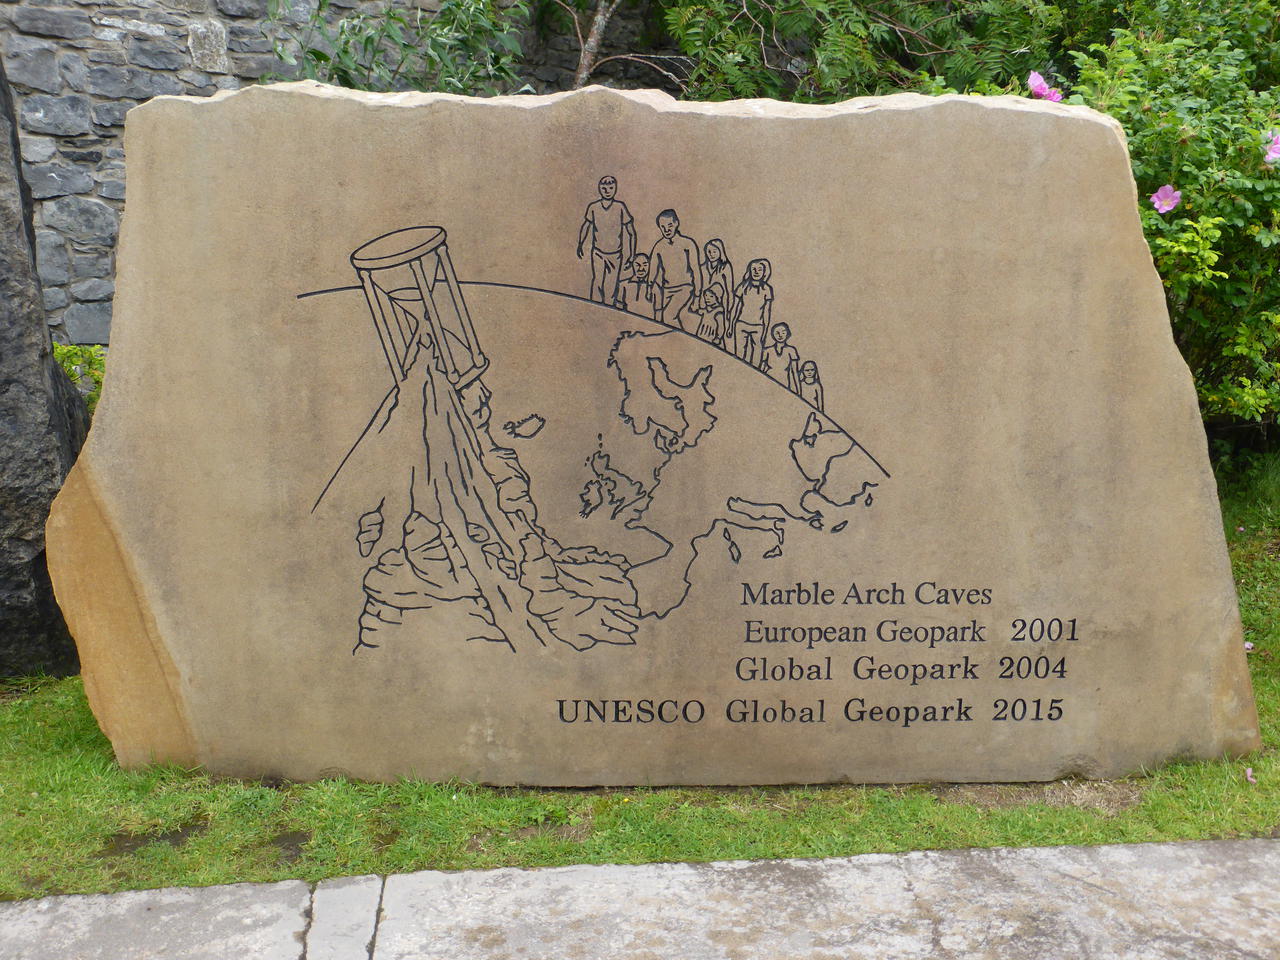 Marble Arch Caves
European Geopark 2001
Global Geopark 2004
UNESCO Global Geopark 2015